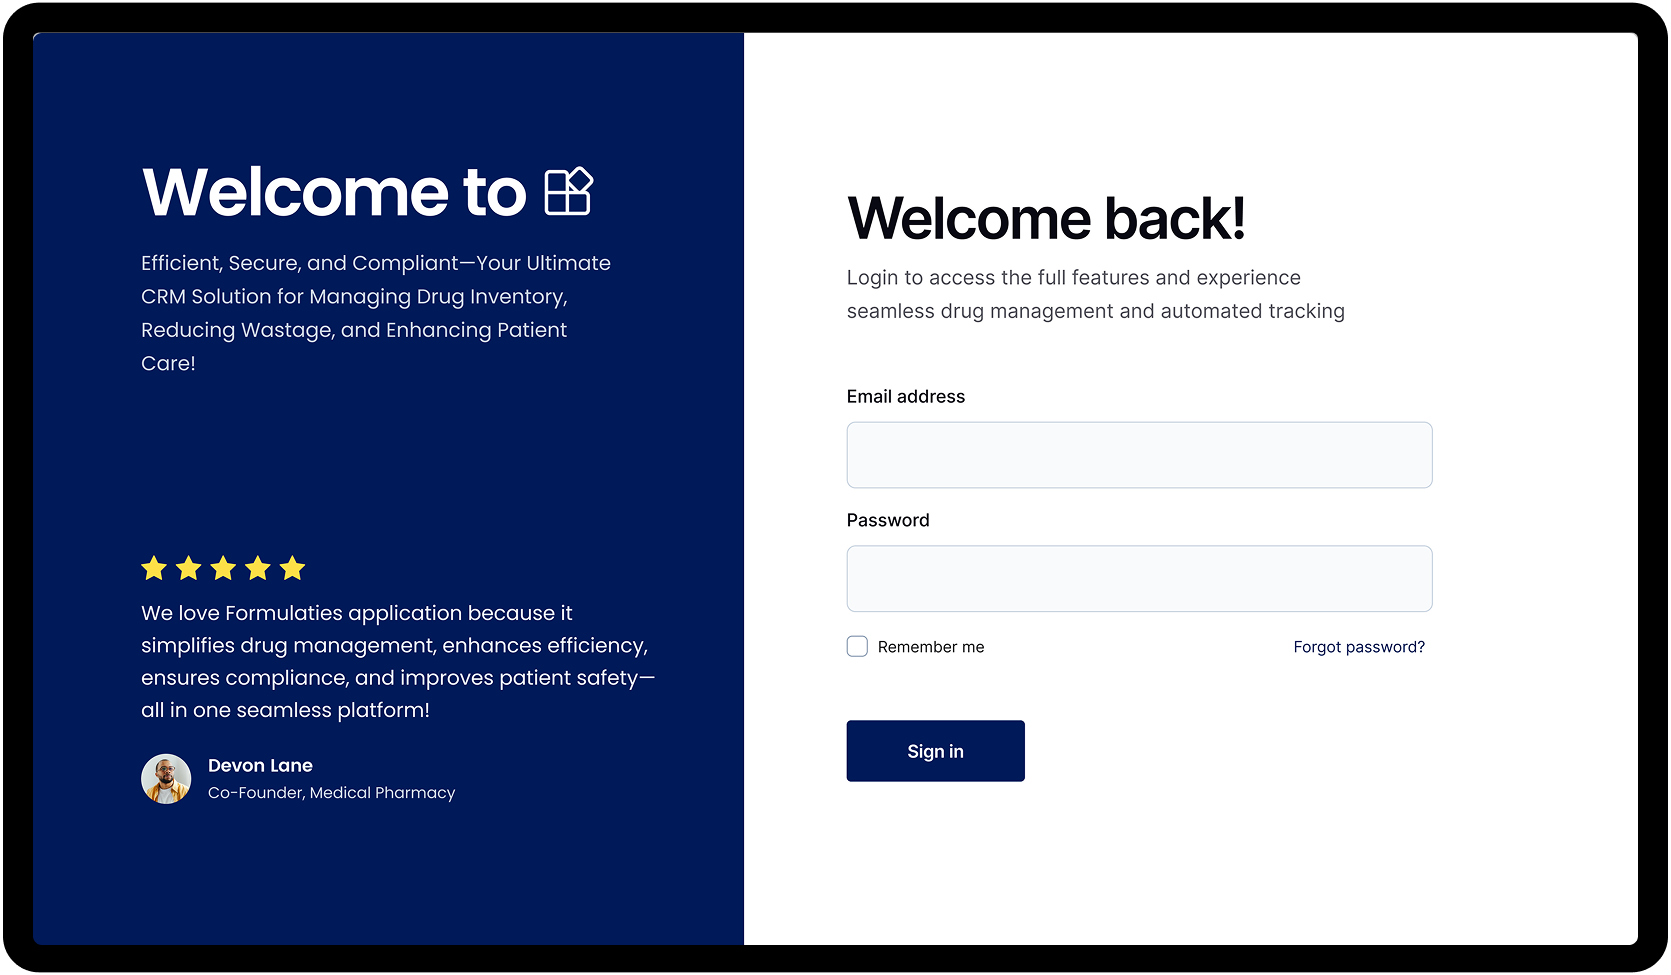 Welcome to
Efficient, Secure, and Compliant—Your Ultimate
CRM Solution for Managing Drug Inventory,
Reducing Wastage, and Enhancing Patient
Care!
We love Formulaties application because it
simplifies drug management, enhances efficiency,
ensures compliance, and improves patient safety—
all in one seamless platform!
Devon Lane
Co-Founder, Medical Pharmacy
Welcome back!
Login to access the full features and experience
seamless drug management and automated tracking
Email address
Password
Remember me
Forgot password?
Sign in